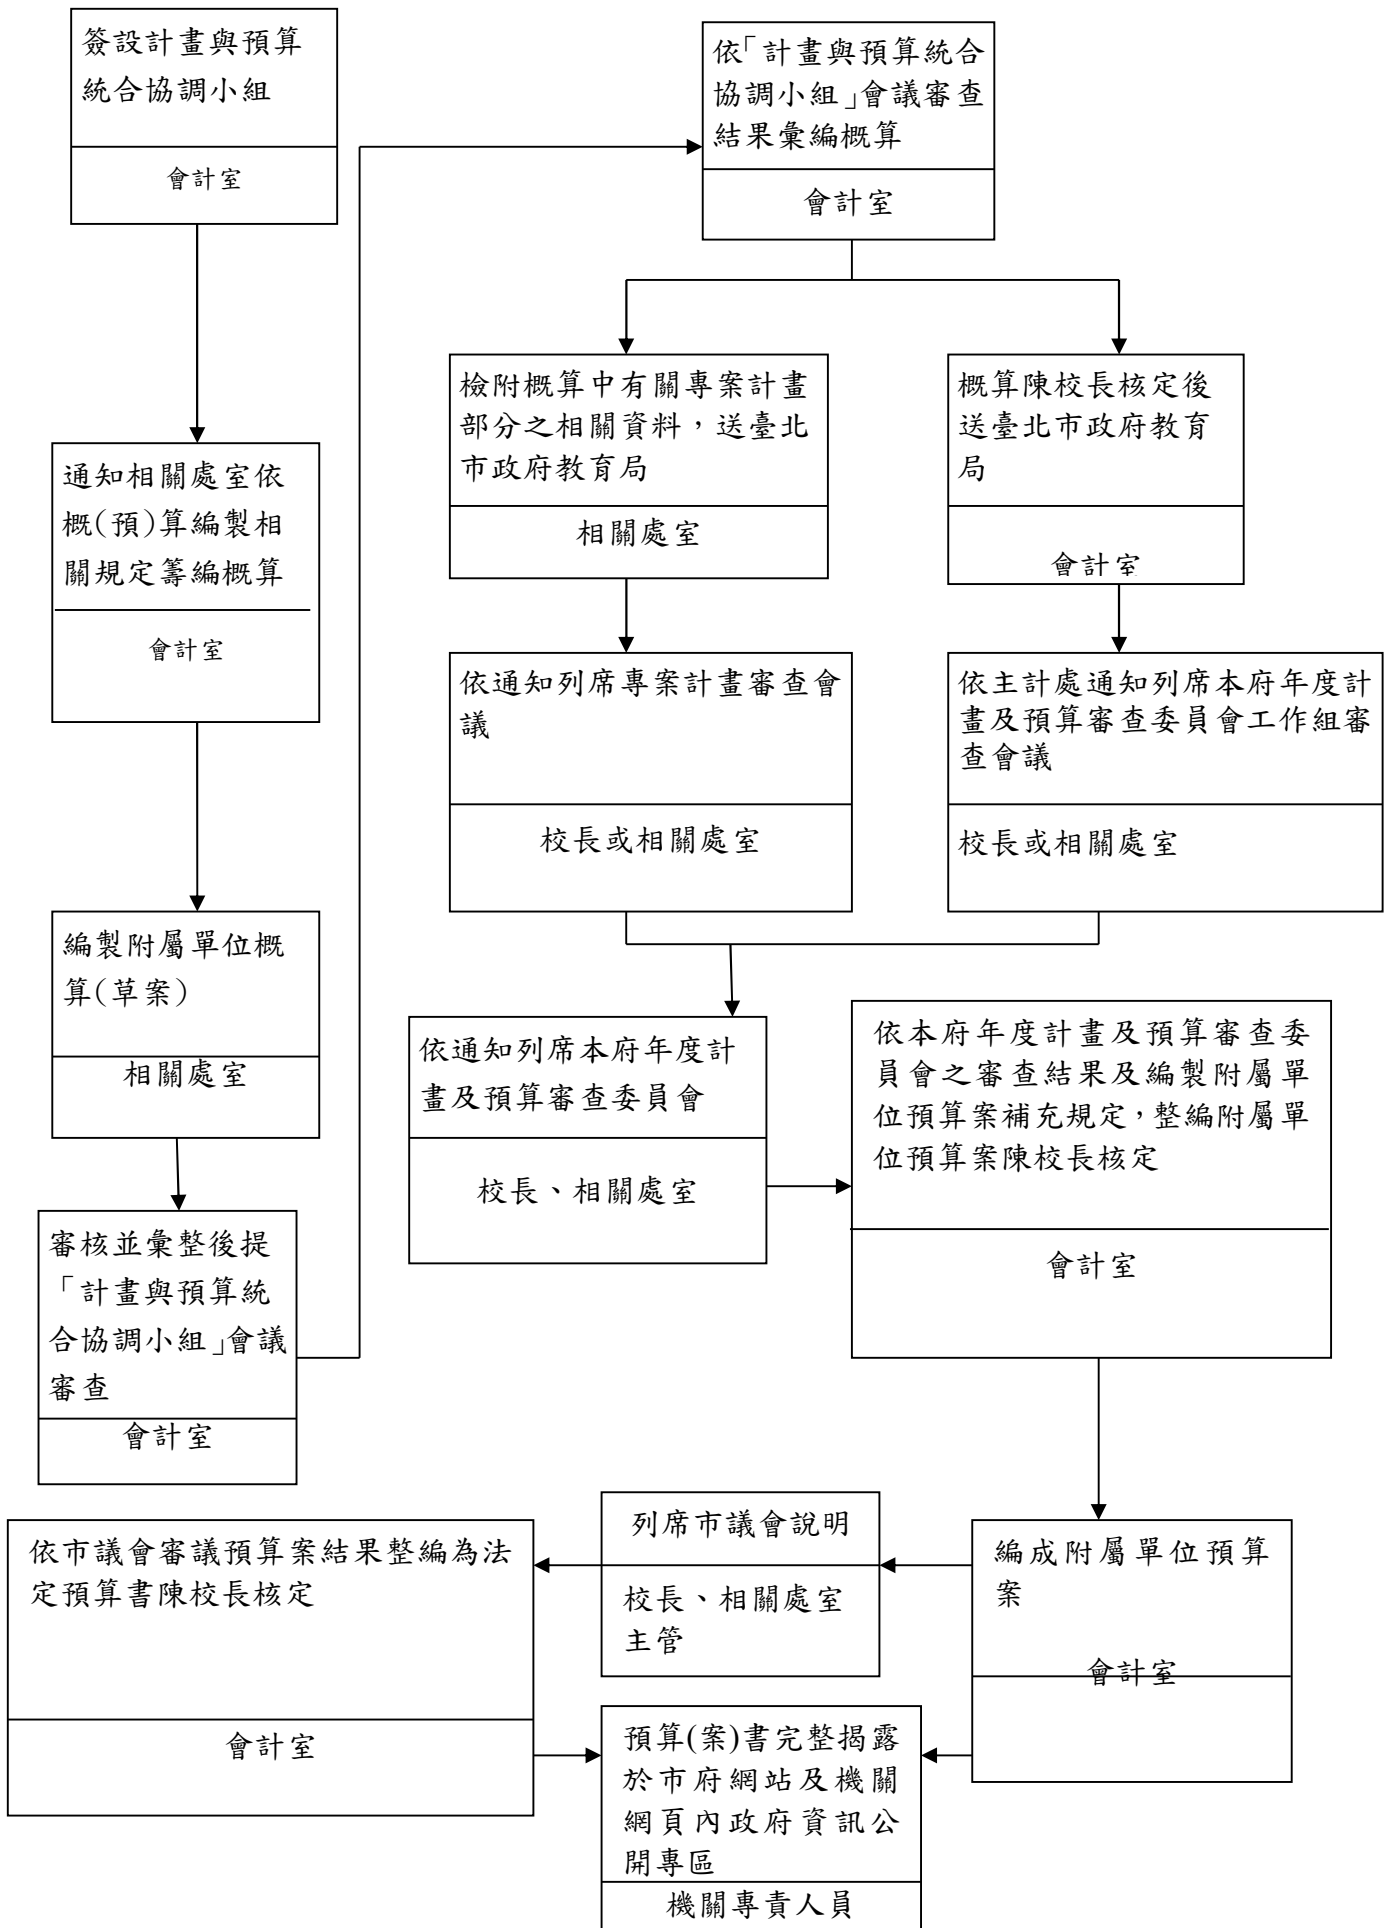 簽設計畫與預算
統合協調小組
會計室
通知相關處室依
概(預)算編製相
關規定籌編概算
會計室
編製附屬單位概
算(草案)
相關處室
審核並彙整後提
「計畫與預算統
合協調小組」會議
審查
會計室
依「計畫與預算統合
協調小組」會議審查
結果彙編概算
會計室
檢附概算中有關專案計畫
部分之相關資料，送臺北
市政府教育局
相關處室
概算陳校長核定後
送臺北市政府教育
局
會計室
依通知列席專案計畫審查會
議
校長或相關處室
依主計處通知列席本府年度計
畫及預算審查委員會工作組審
查會議
校長或相關處室
依通知列席本府年度計
畫及預算審查委員會
校長、相關處室
依本府年度計畫及預算審查委
員會之審查結果及編製附屬單
位預算案補充規定，整編附屬單
位預算案陳校長核定
會計室
編成附屬單位預算
案
會計室
列席市議會說明
校長、相關處室
主管
依市議會審議預算案結果整編為法
定預算書陳校長核定
會計室
預算(案)書完整揭露
於市府網站及機關
網頁內政府資訊公
開專區
機關專責人員